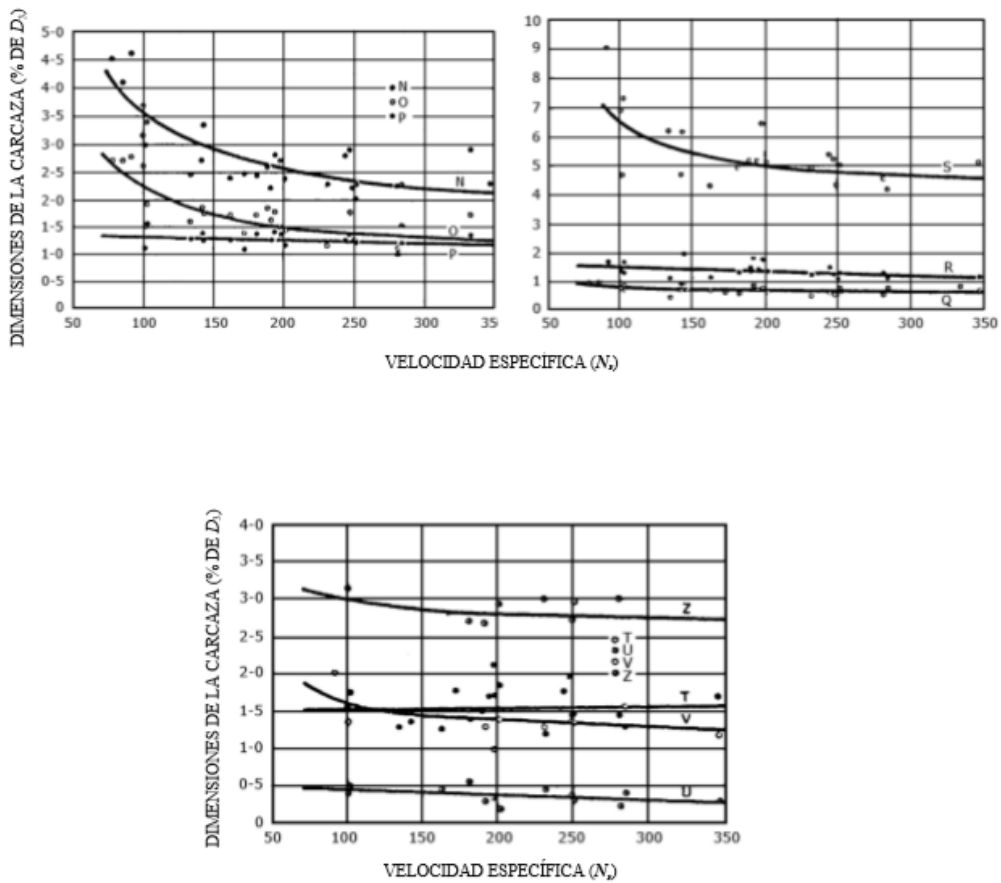 DIMENSIONES DE LA CARCAZA (% DE D₃)
5-0
4-5
4-0
3-5
3-0
2-5
2-0
1-5
1-0
0-5
0
N
O
P
N
O
P
50 100 150 200 250 300 35
10
9
8
7
6
5
4
3
2
1
0
S
R
Q
50 100 150 200 250 300 350
VELOCIDAD ESPECÍFICA (Nₛ)
DIMENSIONES DE LA CARCAZA (% DE D₃)
4-0
3-5
3-0
2-5
2-0
1-5
1-0
0-5
0
Z
T
U
V
Z
T
V
U
50 100 150 200 250 300 350
VELOCIDAD ESPECÍFICA (Nₛ)